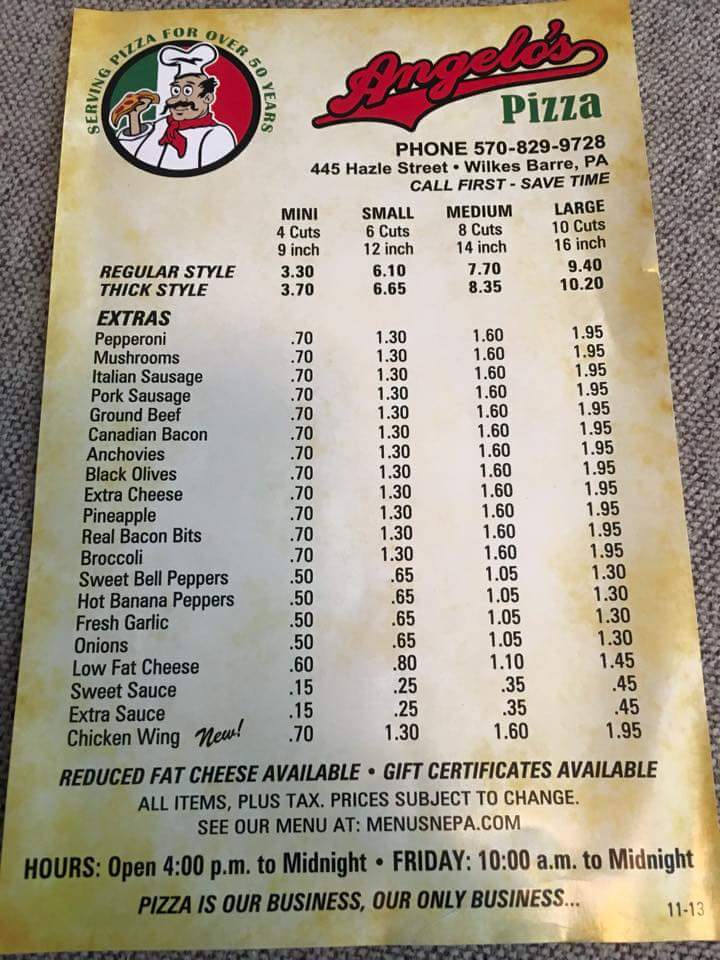 SERVING PIZZA FOR OVER 50 YEARS
Angelo's
Pizza
PHONE 570-829-9728
445 Hazle Street • Wilkes Barre, PA
CALL FIRST - SAVE TIME
MINI SMALL MEDIUM LARGE
4 Cuts 6 Cuts 8 Cuts 10 Cuts
9 inch 12 inch 14 inch 16 inch
REGULAR STYLE 3.30 6.10 7.70 9.40
THICK STYLE 3.70 6.65 8.35 10.20
EXTRAS
Pepperoni .70 1.30 1.60 1.95
Mushrooms .70 1.30 1.60 1.95
Italian Sausage .70 1.30 1.60 1.95
Pork Sausage .70 1.30 1.60 1.95
Ground Beef .70 1.30 1.60 1.95
Canadian Bacon .70 1.30 1.60 1.95
Anchovies .70 1.30 1.60 1.95
Black Olives .70 1.30 1.60 1.95
Extra Cheese .70 1.30 1.60 1.95
Pineapple .70 1.30 1.60 1.95
Real Bacon Bits .70 1.30 1.60 1.95
Broccoli .70 1.30 1.60 1.95
Sweet Bell Peppers .50 .65 1.05 1.30
Hot Banana Peppers .50 .65 1.05 1.30
Fresh Garlic .50 .65 1.05 1.30
Onions .50 .65 1.05 1.30
Low Fat Cheese .60 .80 1.10 1.45
Sweet Sauce .15 .25 .35 .45
Extra Sauce .15 .25 .35 .45
Chicken Wing New! .70 1.30 1.60 1.95
REDUCED FAT CHEESE AVAILABLE • GIFT CERTIFICATES AVAILABLE
ALL ITEMS, PLUS TAX. PRICES SUBJECT TO CHANGE.
SEE OUR MENU AT: MENUSNEPA.COM
HOURS: Open 4:00 p.m. to Midnight • FRIDAY: 10:00 a.m. to Midnight
PIZZA IS OUR BUSINESS, OUR ONLY BUSINESS...
11-13